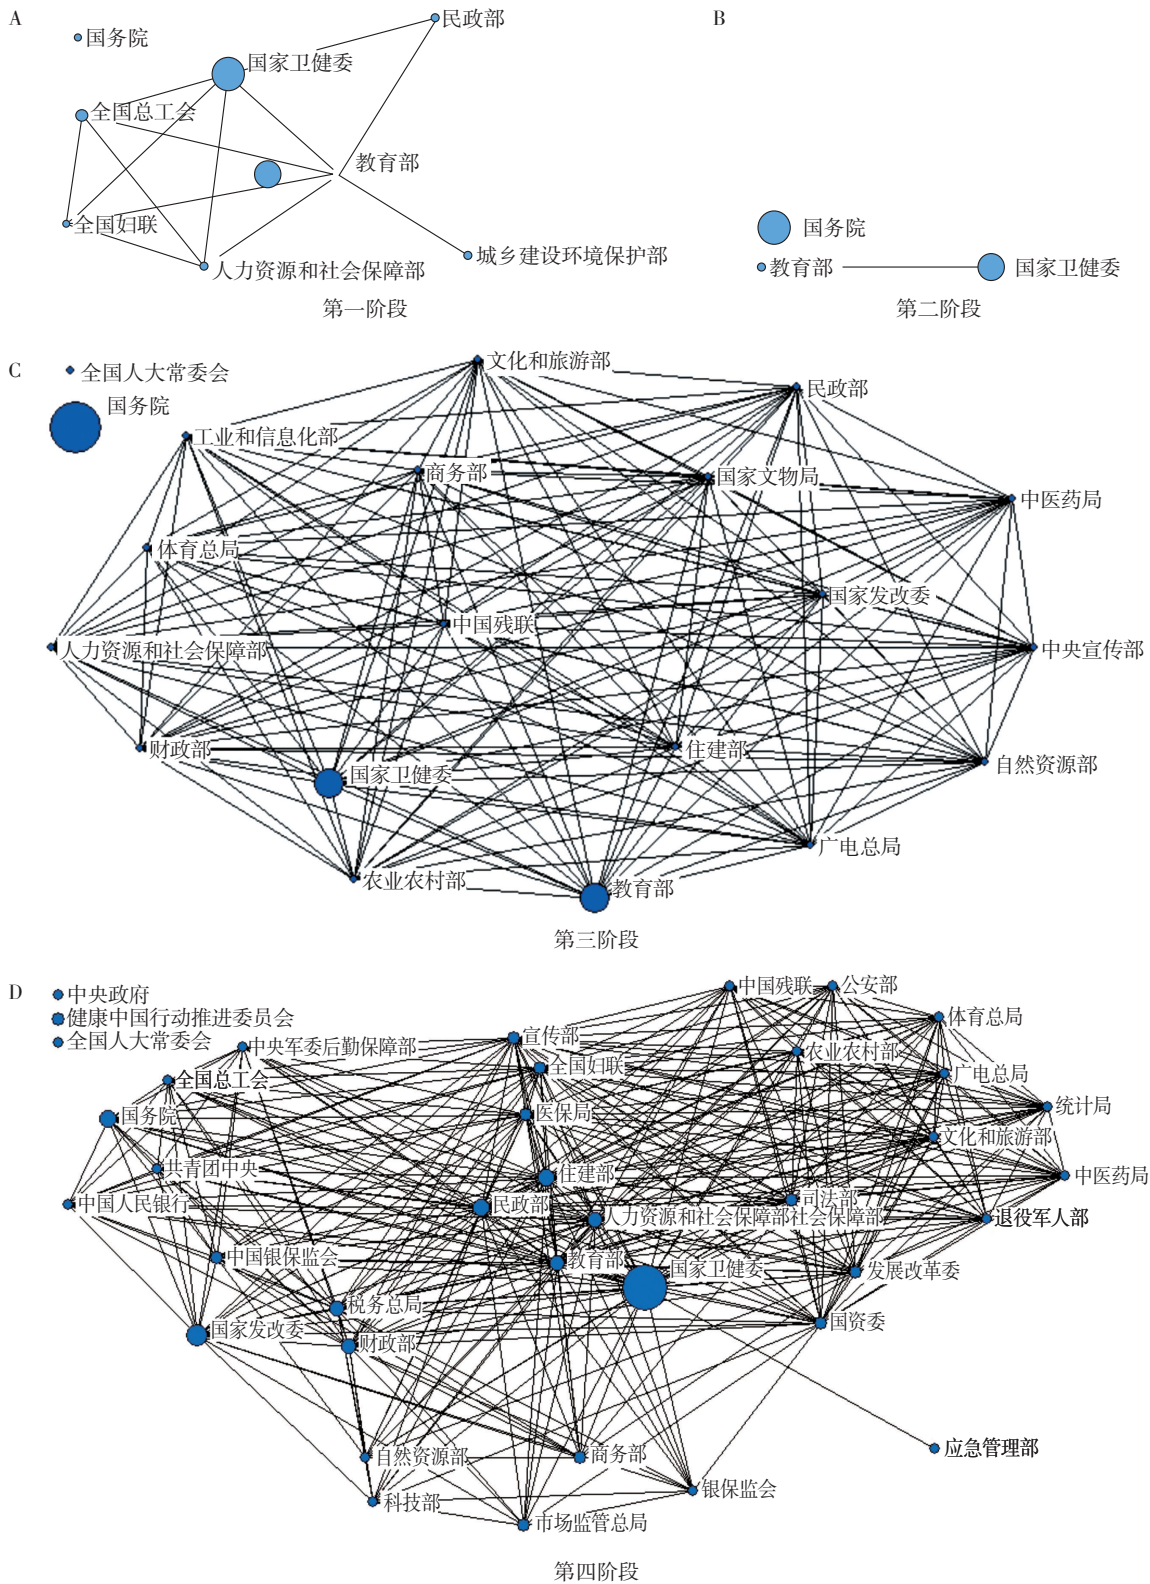 A
民政部
B
国务院
国家卫健委
全国总工会
教育部
全国妇联
城乡建设环境保护部
人力资源和社会保障部
第一阶段
国务院
教育部
国家卫健委
第二阶段
C
全国人大常委会
国务院
文化和旅游部
民政部
工业和信息化部
商务部
国家文物局
中医药局
体育总局
国家发改委
中国残联
人力资源和社会保障部
中央宣传部
财政部
住建部
国家卫健委
自然资源部
广电总局
农业农村部
教育部
第三阶段
D
中央政府
健康中国行动推进委员会
全国人大常委会
中国残联
公安部
体育总局
宣传部
中央军委后勤保障部
农业农村部
全国妇联
广电总局
全国总工会
统计局
国务院
医保局
文化和旅游部
共青团中央
住建部
中医药局
中国人民银行
民政部
司法部
人力资源和社会保障部社会保障部
退役军人部
中国银保监会
教育部
国家卫健委
发展改革委
税务总局
国家发改委
财政部
国资委
自然资源部
商务部
应急管理部
科技部
银保监会
市场监管总局
第四阶段